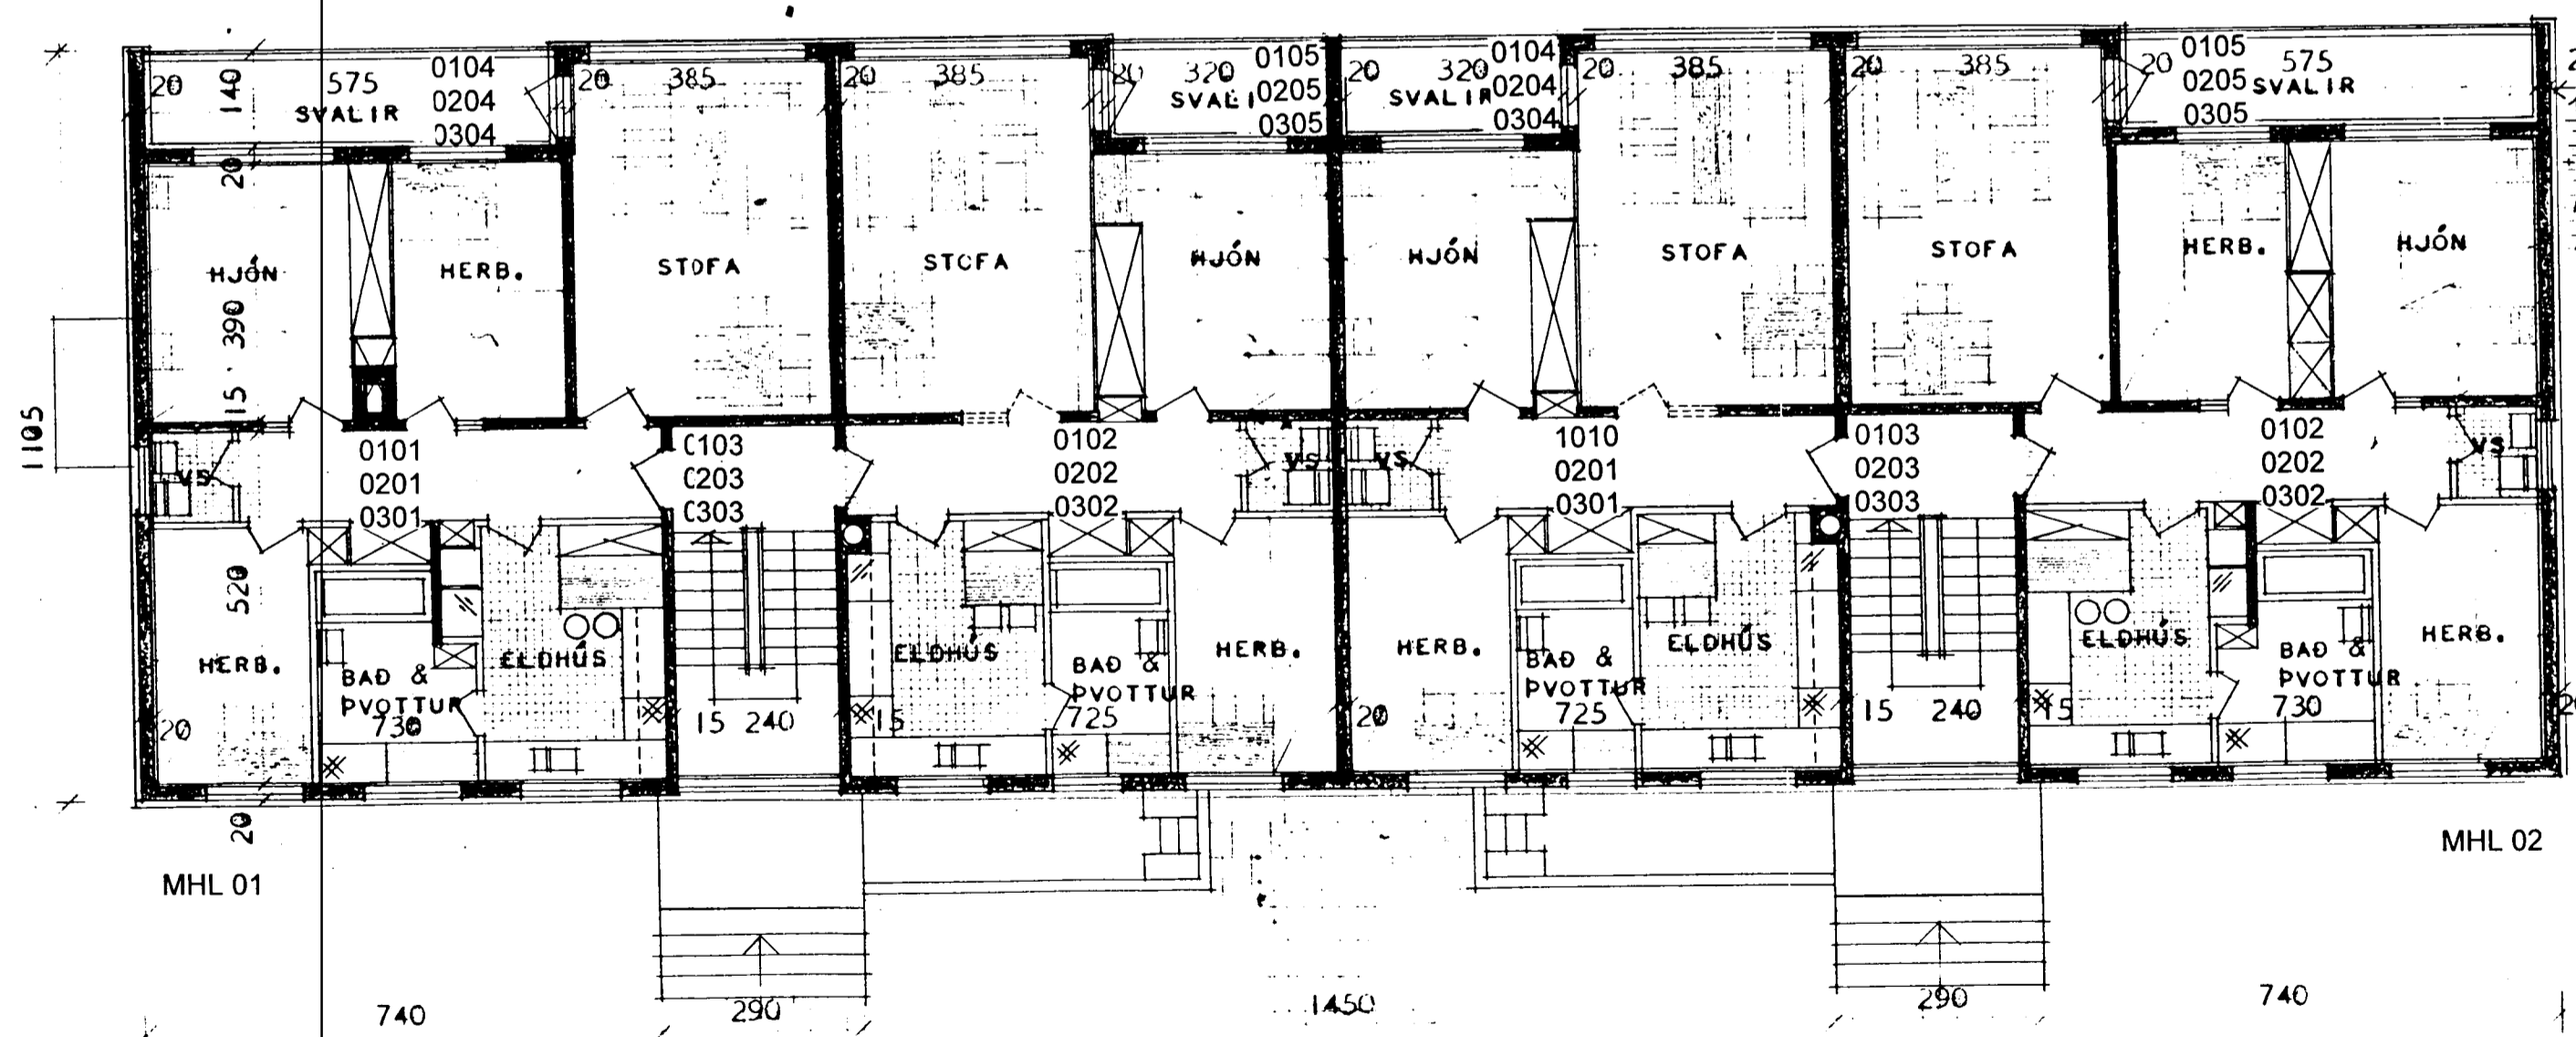 20 575 0104
SVALIR 0204
0304
140
20 385
20 385
20 320 0105
SVALI 0205
0305
20 320 0104
SVALIR 0204
0304
20 385
20 385
20 0105 575
0205 SVALIR
0305
20
HJÓN
HERB.
STOFA
STOFA
HJÓN
HJÓN
STOFA
STOFA
HERB.
HJÓN
390
15
1105
VS
0101
0201
0301
C103
C203
C303
0102
0202
0302
VS
VS
1010
0201
0301
0103
0203
0303
0102
0202
0302
VS
520
HERB.
BAÐ &
ÞVOTTUR
730
ELDHÚS
20
15 240
15
ELDHÚS
BAÐ &
ÞVOTTUR
725
HERB.
HERB.
20
BAÐ &
ÞVOTTUR
725
ELDHÚS
15 240
15
ELDHÚS
BAÐ &
ÞVOTTUR
730
HERB.
20
MHL 01
MHL 02
740
290
1450
290
740